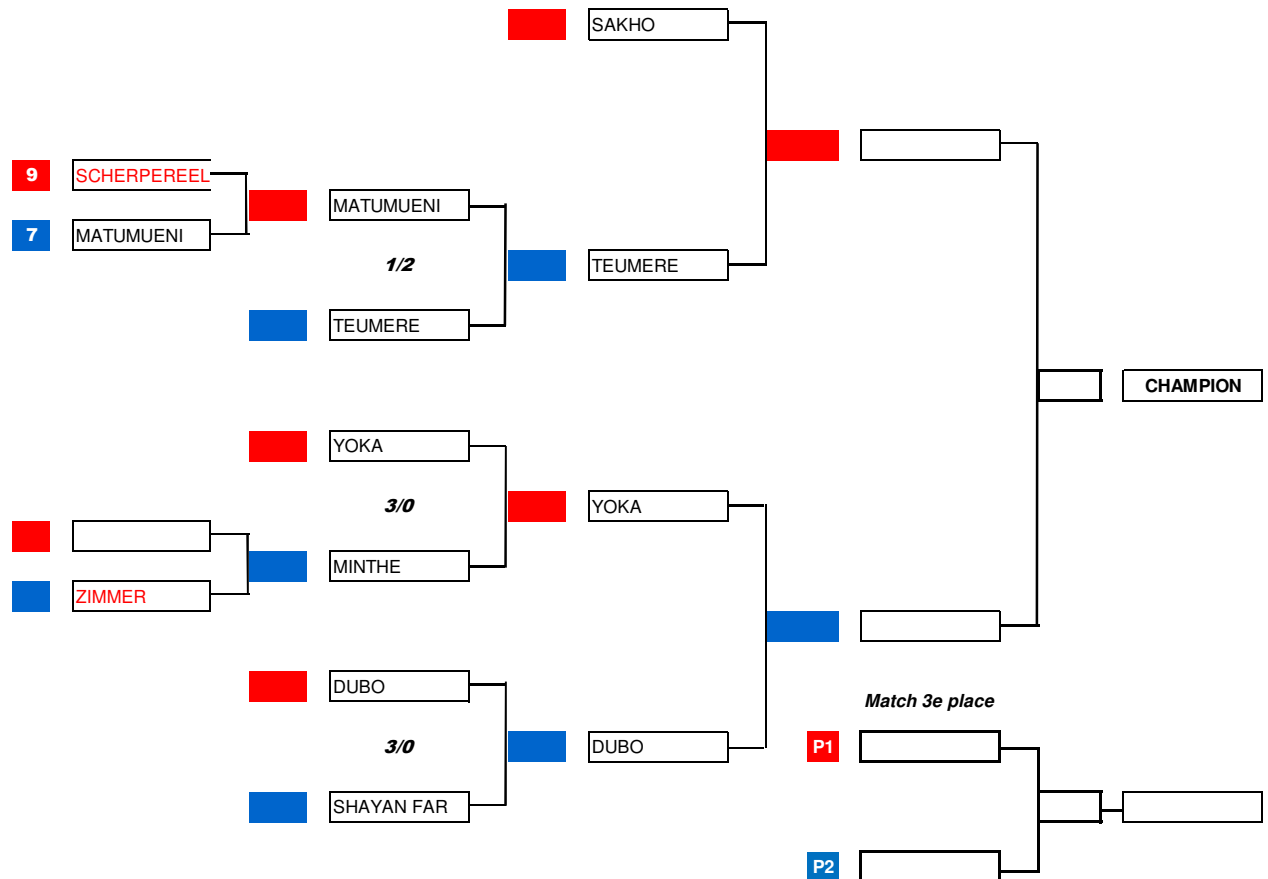 SAKHO
9 SCHERPEREEL
MATUMUENI
7 MATUMUENI
1/2
TEUMERE
TEUMERE
CHAMPION
YOKA
3/0
YOKA
MINTHE
ZIMMER
DUBO
Match 3e place
3/0
DUBO
P1
SHAYAN FAR
P2